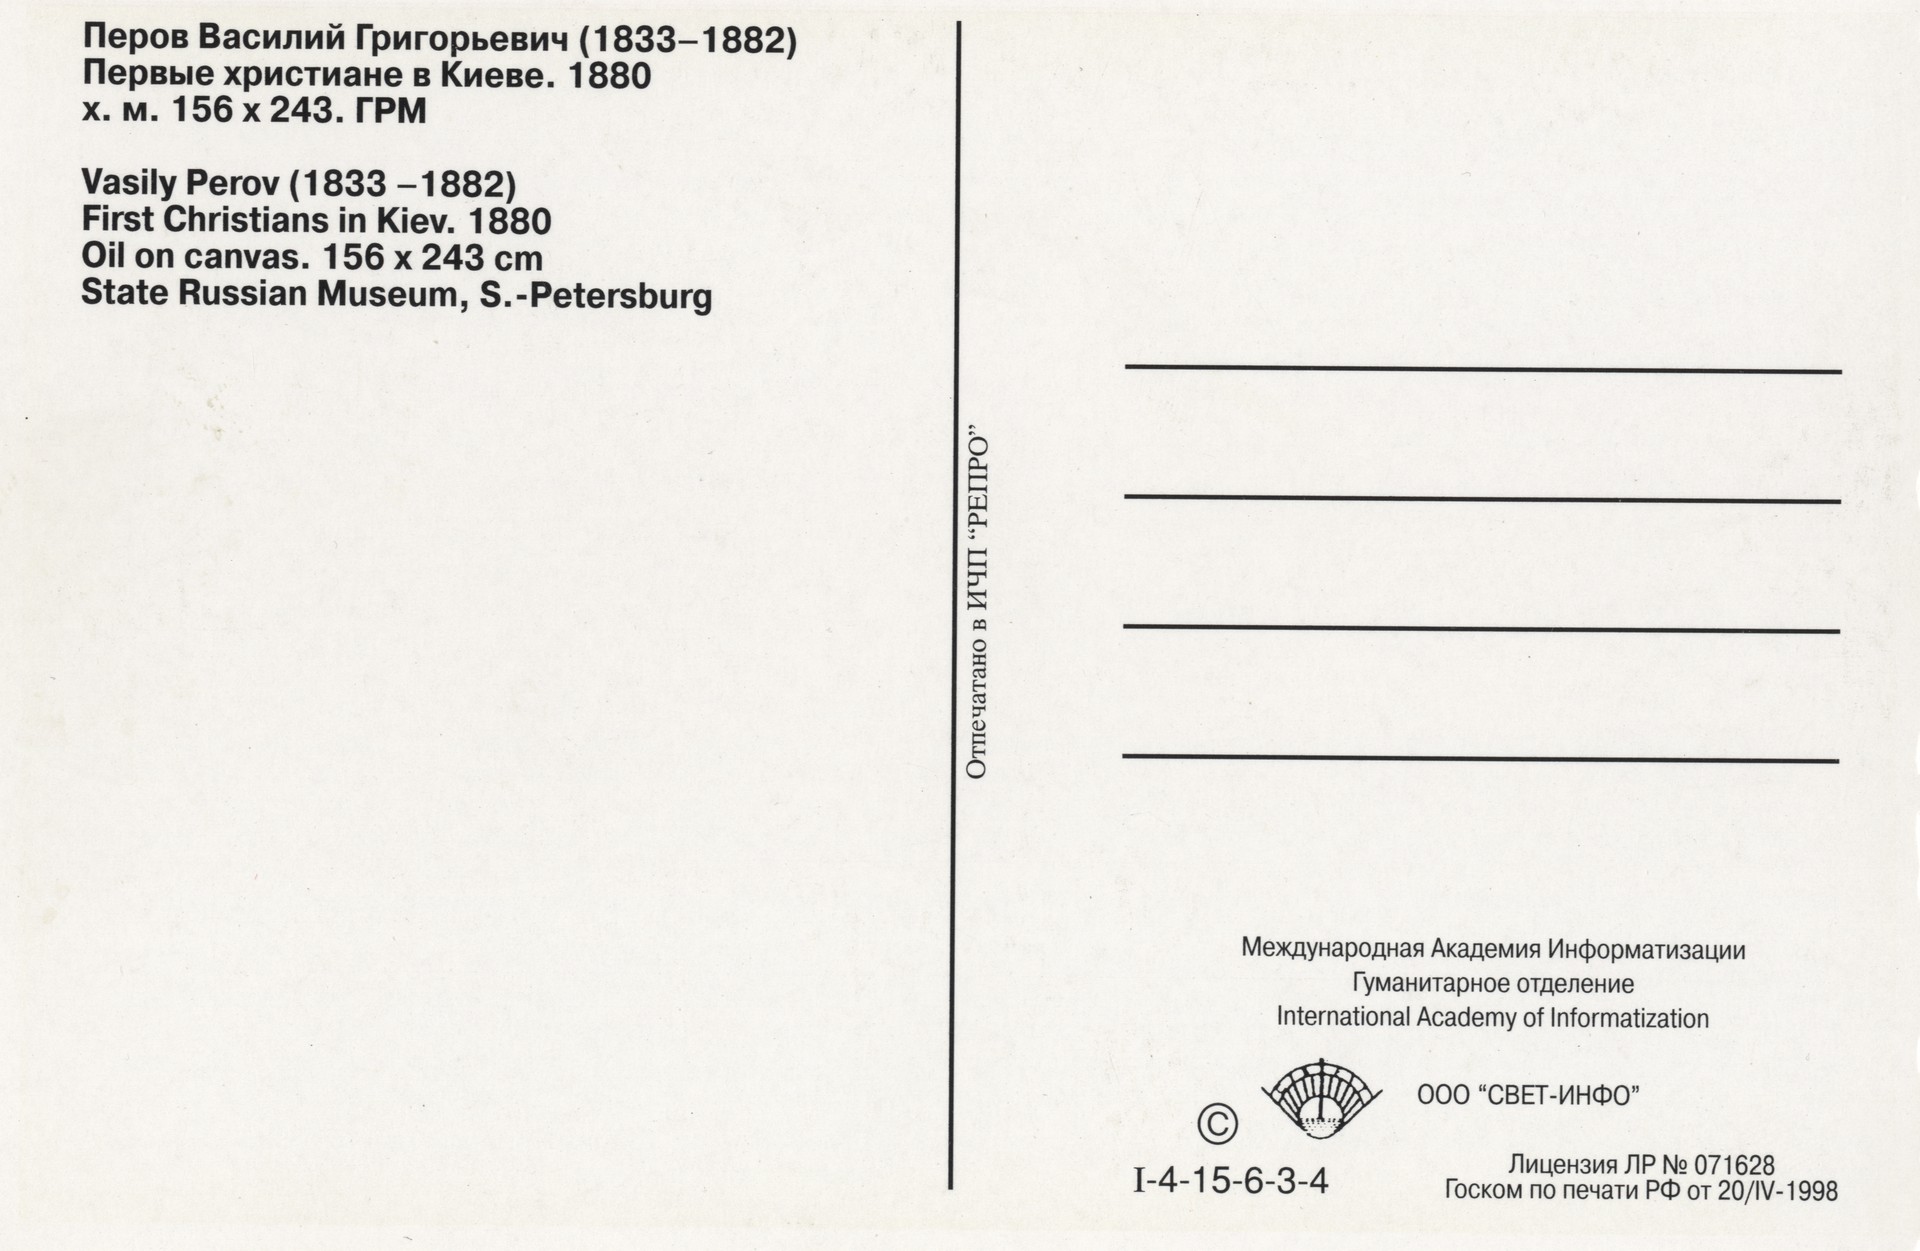 Перов Василий Григорьевич (1833–1882)
Первые христиане в Киеве. 1880
х. м. 156 х 243. ГРМ
Vasily Perov (1833 –1882)
First Christians in Kiev. 1880
Oil on canvas. 156 x 243 cm
State Russian Museum, S.-Petersburg
Отпечатано в ИЧП “РЕПРО”
Международная Академия Информатизации
Гуманитарное отделение
International Academy of Informatization
© ООО “СВЕТ-ИНФО”
I-4-15-6-3-4
Лицензия ЛР № 071628
Госком по печати РФ от 20/IV-1998